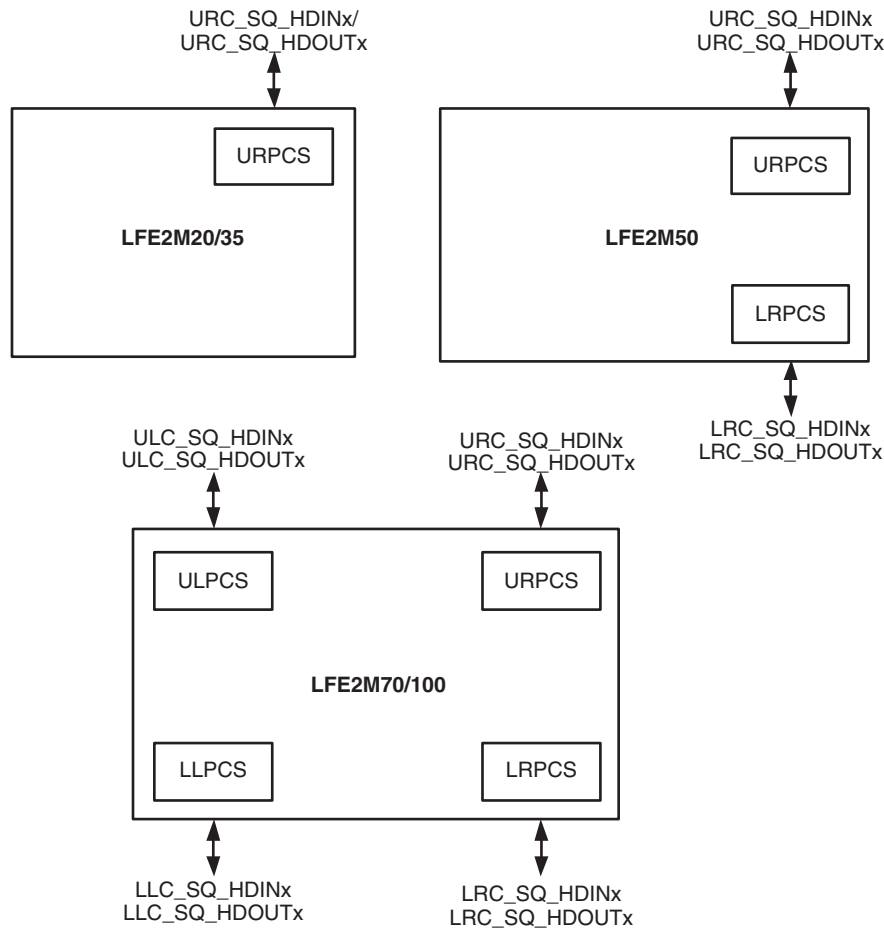 URC_SQ_HDINx/
URC_SQ_HDOUTx
URPCS
LFE2M20/35
URC_SQ_HDINx
URC_SQ_HDOUTx
URPCS
LFE2M50
LRPCS
LRC_SQ_HDINx
LRC_SQ_HDOUTx
ULC_SQ_HDINx
ULC_SQ_HDOUTx
URC_SQ_HDINx
URC_SQ_HDOUTx
ULPCS
URPCS
LFE2M70/100
LLPCS
LRPCS
LLC_SQ_HDINx
LLC_SQ_HDOUTx
LRC_SQ_HDINx
LRC_SQ_HDOUTx